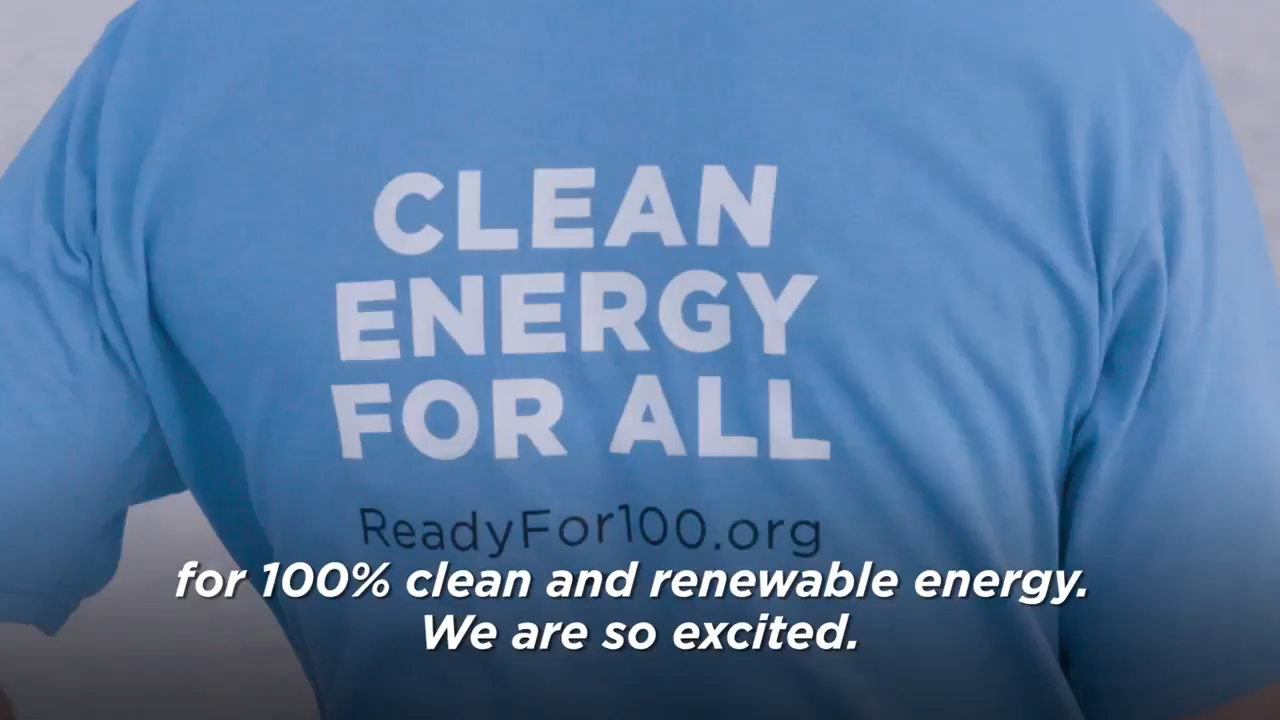 CLEAN
ENERGY
FOR ALL
ReadyFor100.org
for 100% clean and renewable energy.
We are so excited.